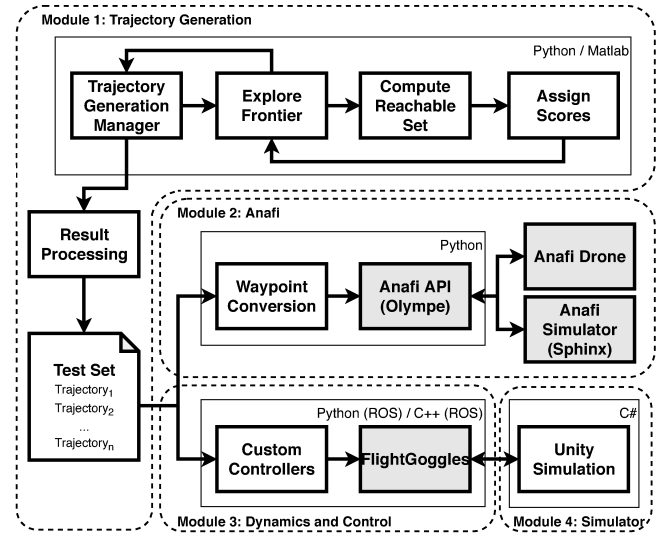 Module 1: Trajectory Generation
Python / Matlab
Trajectory
Generation
Manager
Explore
Frontier
Compute
Reachable
Set
Assign
Scores
Result
Processing
Test Set
Trajectory1
Trajectory2
...
Trajectoryn
Module 2: Anafi
Python
Waypoint
Conversion
Anafi API
(Olympe)
Anafi Drone
Anafi
Simulator
(Sphinx)
Python (ROS) / C++ (ROS)
Custom
Controllers
FlightGoggles
Module 3: Dynamics and Control
C#
Unity
Simulation
Module 4: Simulator